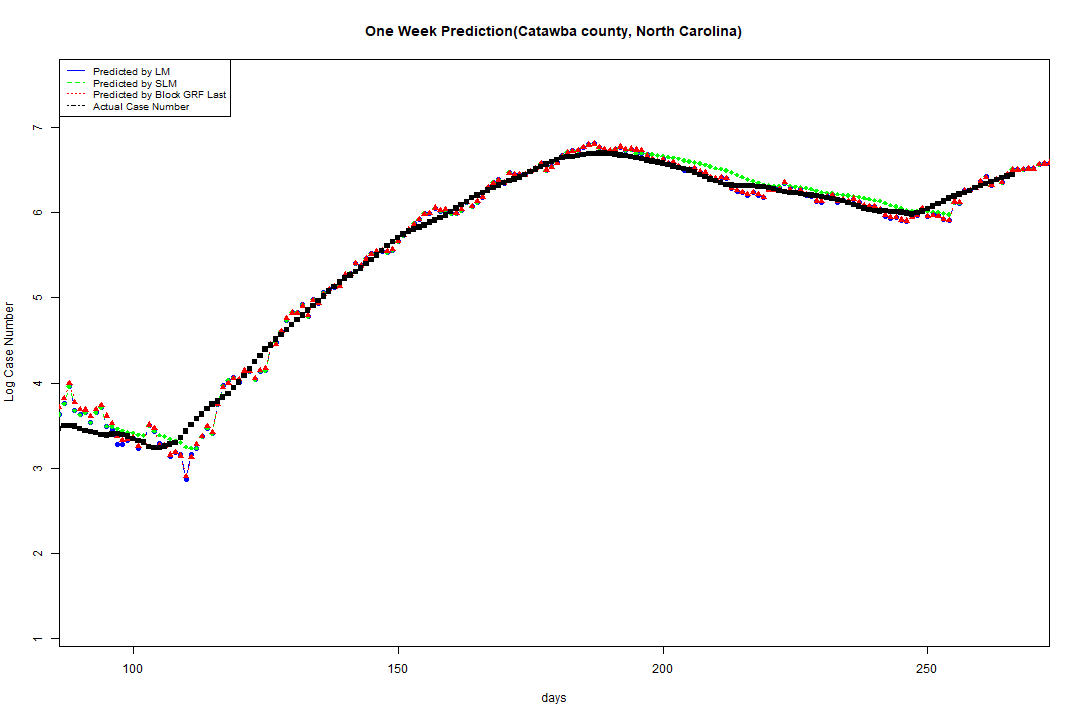 One Week Prediction(Catawba county, North Carolina)
Predicted by LM
Predicted by SLM
Predicted by Block GRF Last
Actual Case Number
7
6
5
4
3
2
1
Log Case Number
100 150 200 250
days